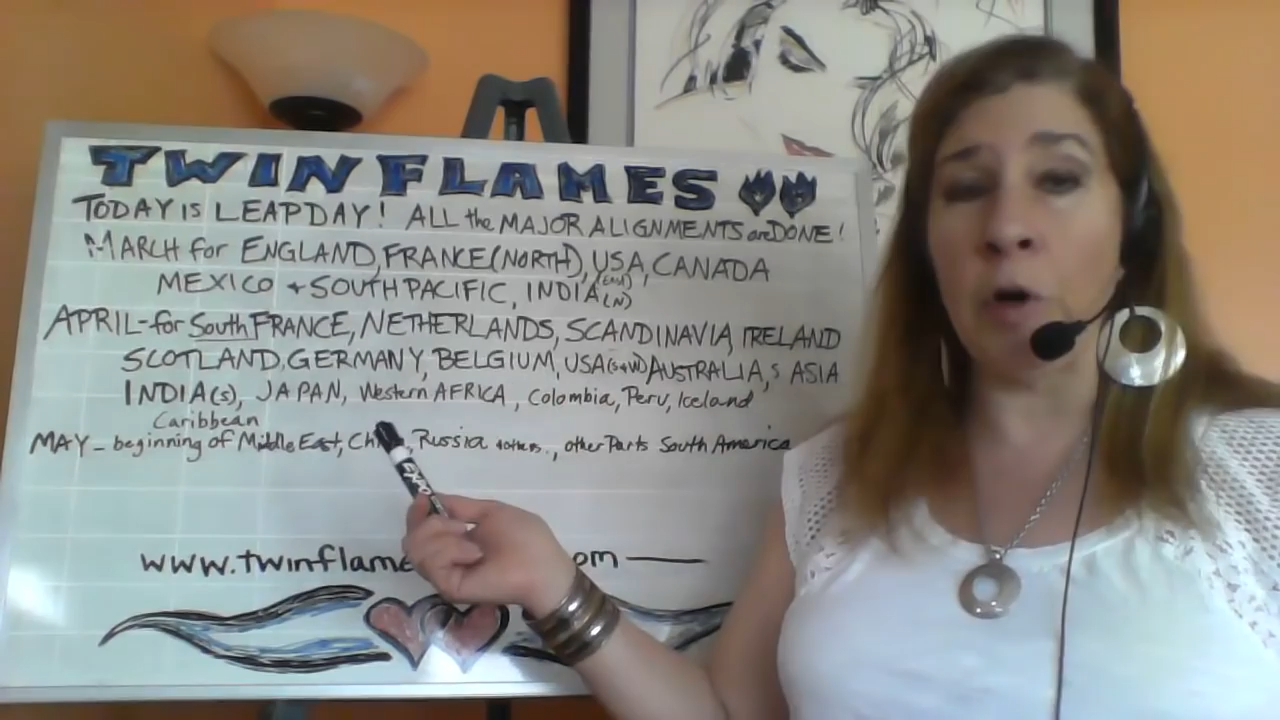 TWIN FLAMES
TODAY IS LEAPDAY! ALL the MAJOR ALIGNMENTS are DONE!
MARCH for ENGLAND, FRANCE (NORTH), USA, CANADA
MEXICO + SOUTH PACIFIC, INDIA (N)
APRIL - for South FRANCE, NETHERLANDS, SCANDINAVIA, IRELAND
SCOTLAND, GERMANY, BELGIUM, USA (S+W) AUSTRALIA, S ASIA
INDIA (S), JAPAN, Western AFRICA, Colombia, Peru, Iceland
Caribbean
MAY - beginning of Middle East, Russia + others., other Parts South America
www.twinflame
EXPO